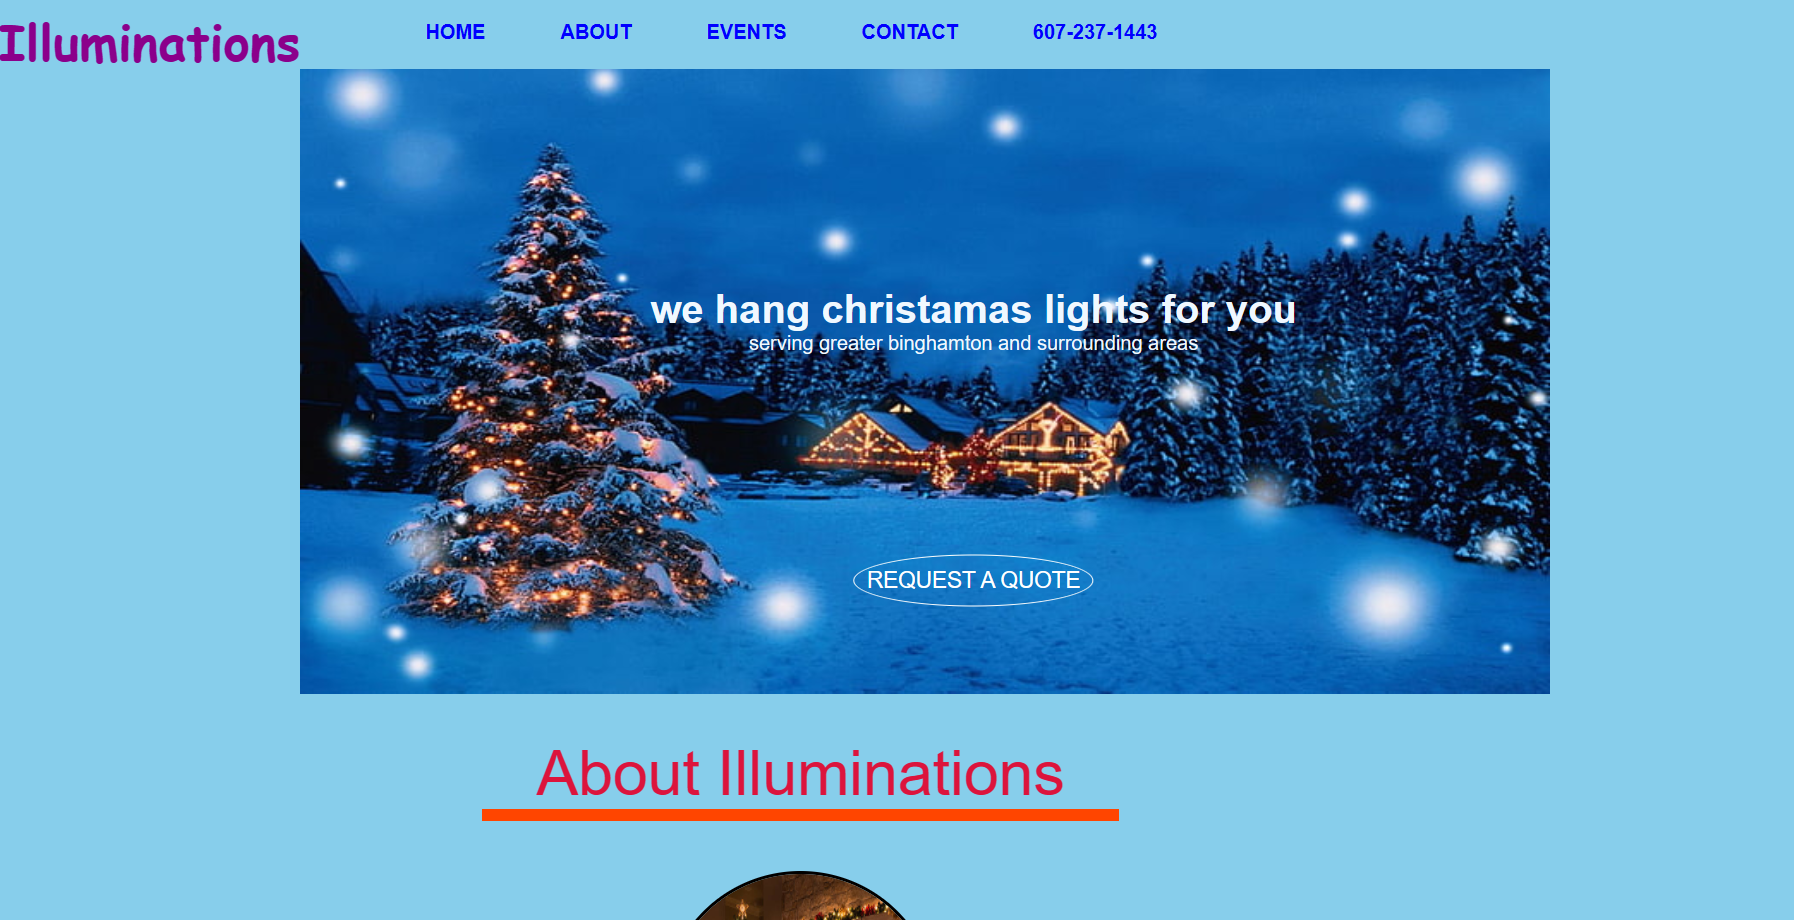 Illuminations
HOME ABOUT EVENTS CONTACT 607-237-1443
we hang christamas lights for you
serving greater binghamton and surrounding areas
REQUEST A QUOTE
About Illuminations